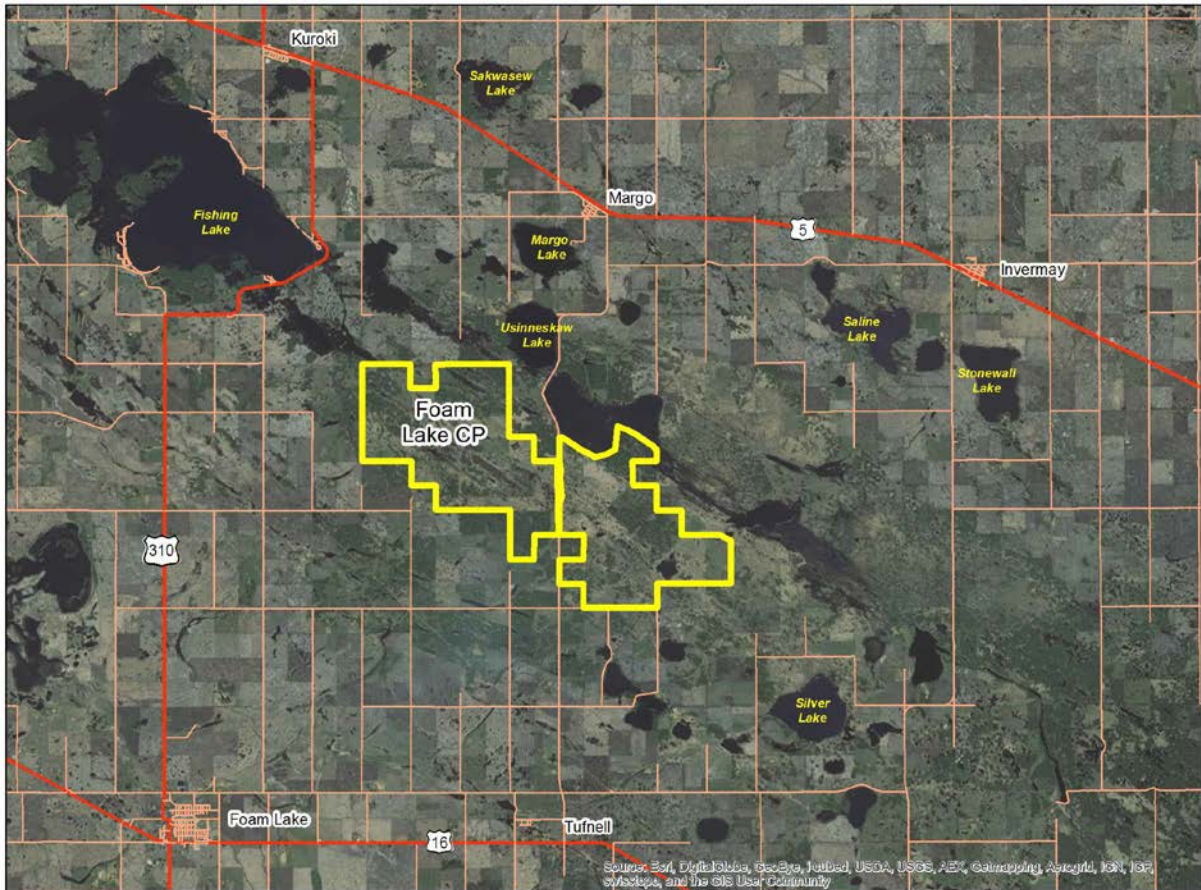 Kuroki
Sakwasew
Lake
Margo
Fishing
Lake
5
Margo
Lake
Invermay
Usinneskaw
Lake
Saline
Lake
Stonewall
Lake
Foam
Lake CP
310
Silver
Lake
Foam Lake
Tufnell
16
Source: Esri, DigitalGlobe, GeoEye, i-cubed, USDA, USGS, AEX, Getmapping, Aerogrid, IGN, IGP,
swisstopo, and the GIS User Community